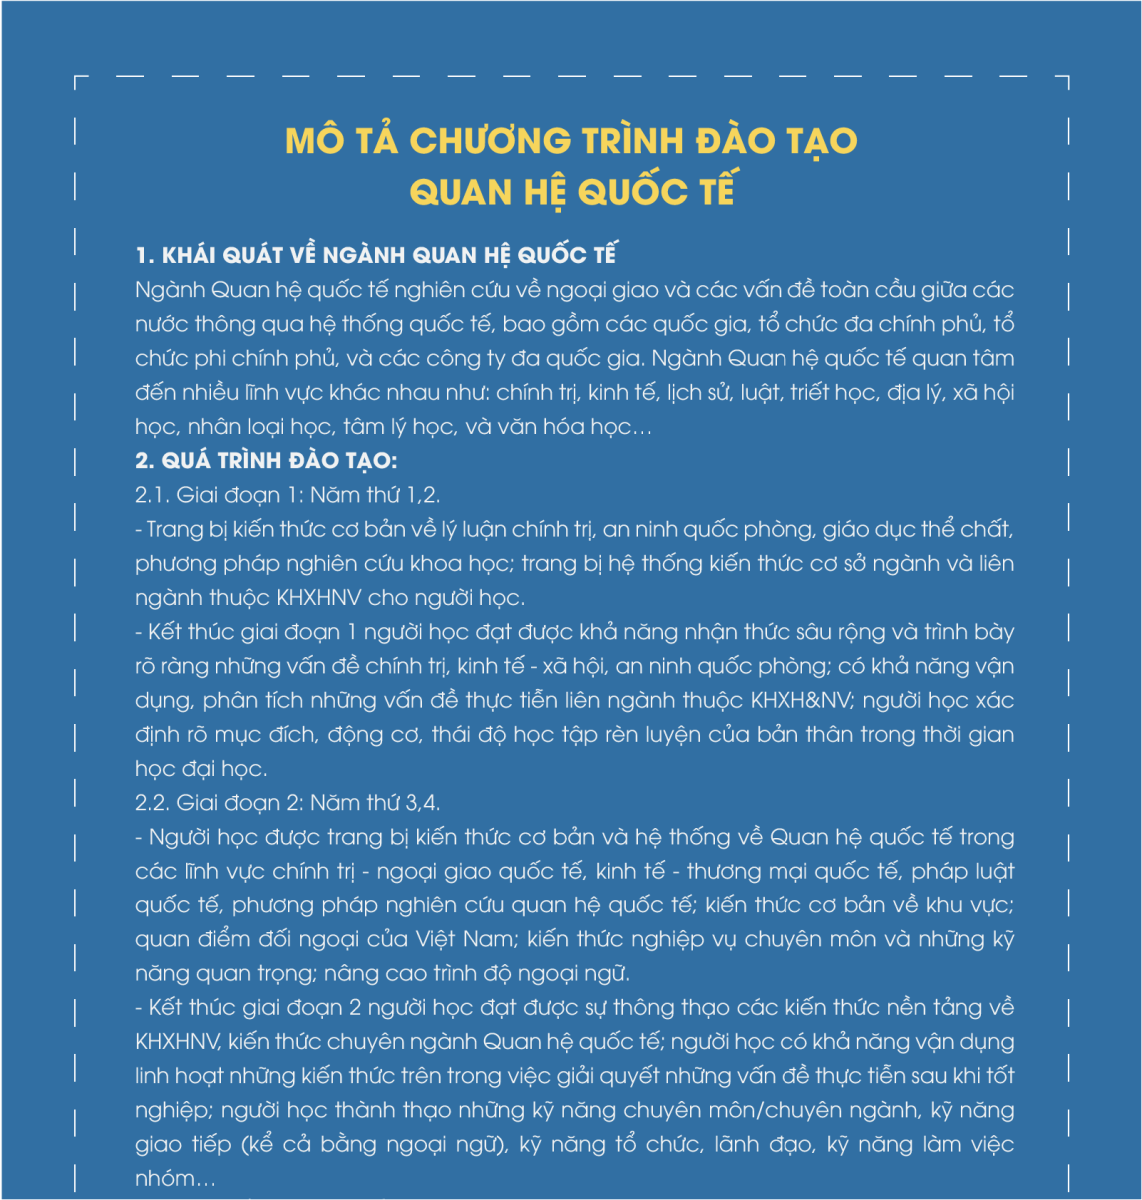 MÔ TẢ CHƯƠNG TRÌNH ĐÀO TẠO
QUAN HỆ QUỐC TẾ
1. KHÁI QUÁT VỀ NGÀNH QUAN HỆ QUỐC TẾ
Ngành Quan hệ quốc tế nghiên cứu về ngoại giao và các vấn đề toàn cầu giữa các
nước thông qua hệ thống quốc tế, bao gồm các quốc gia, tổ chức đa chính phủ, tổ
chức phi chính phủ, và các công ty đa quốc gia. Ngành Quan hệ quốc tế quan tâm
đến nhiều lĩnh vực khác nhau như: chính trị, kinh tế, lịch sử, luật, triết học, địa lý, xã hội
học, nhân loại học, tâm lý học, và văn hóa học...
2. QUÁ TRÌNH ĐÀO TẠO:
2.1. Giai đoạn 1: Năm thứ 1,2.
- Trang bị kiến thức cơ bản về lý luận chính trị, an ninh quốc phòng, giáo dục thể chất,
phương pháp nghiên cứu khoa học; trang bị hệ thống kiến thức cơ sở ngành và liên
ngành thuộc KHXHNV cho người học.
- Kết thúc giai đoạn 1 người học đạt được khả năng nhận thức sâu rộng và trình bày
rõ ràng những vấn đề chính trị, kinh tế - xã hội, an ninh quốc phòng; có khả năng vận
dụng, phân tích những vấn đề thực tiễn liên ngành thuộc KHXH&NV; người học xác
định rõ mục đích, động cơ, thái độ học tập rèn luyện của bản thân trong thời gian
học đại học.
2.2. Giai đoạn 2: Năm thứ 3,4.
- Người học được trang bị kiến thức cơ bản và hệ thống về Quan hệ quốc tế trong
các lĩnh vực chính trị - ngoại giao quốc tế, kinh tế - thương mại quốc tế, pháp luật
quốc tế, phương pháp nghiên cứu quan hệ quốc tế; kiến thức cơ bản về khu vực;
quan điểm đối ngoại của Việt Nam; kiến thức nghiệp vụ chuyên môn và những kỹ
năng quan trọng; nâng cao trình độ ngoại ngữ.
- Kết thúc giai đoạn 2 người học đạt được sự thông thạo các kiến thức nền tảng về
KHXHNV, kiến thức chuyên ngành Quan hệ quốc tế; người học có khả năng vận dụng
linh hoạt những kiến thức trên trong việc giải quyết những vấn đề thực tiễn sau khi tốt
nghiệp; người học thành thạo những kỹ năng chuyên môn/chuyên ngành, kỹ năng
giao tiếp (kể cả bằng ngoại ngữ), kỹ năng tổ chức, lãnh đạo, kỹ năng làm việc
nhóm...